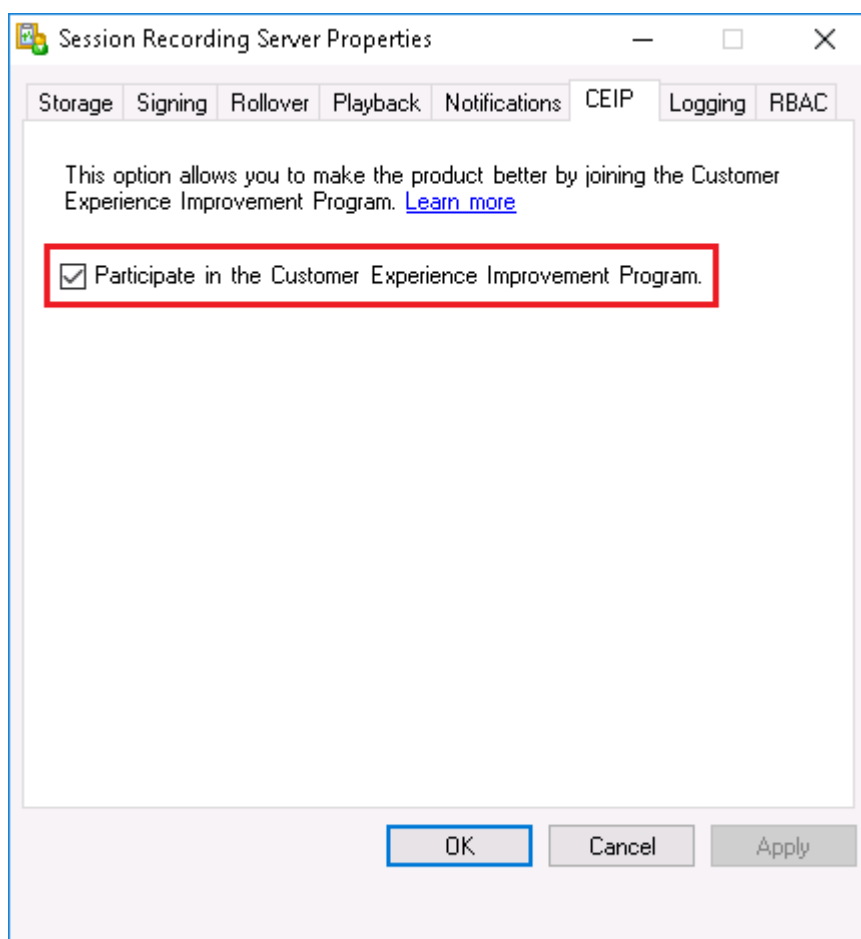 Session Recording Server Properties
Storage Signing Rollover Playback Notifications CEIP Logging RBAC
This option allows you to make the product better by joining the Customer
Experience Improvement Program. Learn more
Participate in the Customer Experience Improvement Program.
OK Cancel Apply